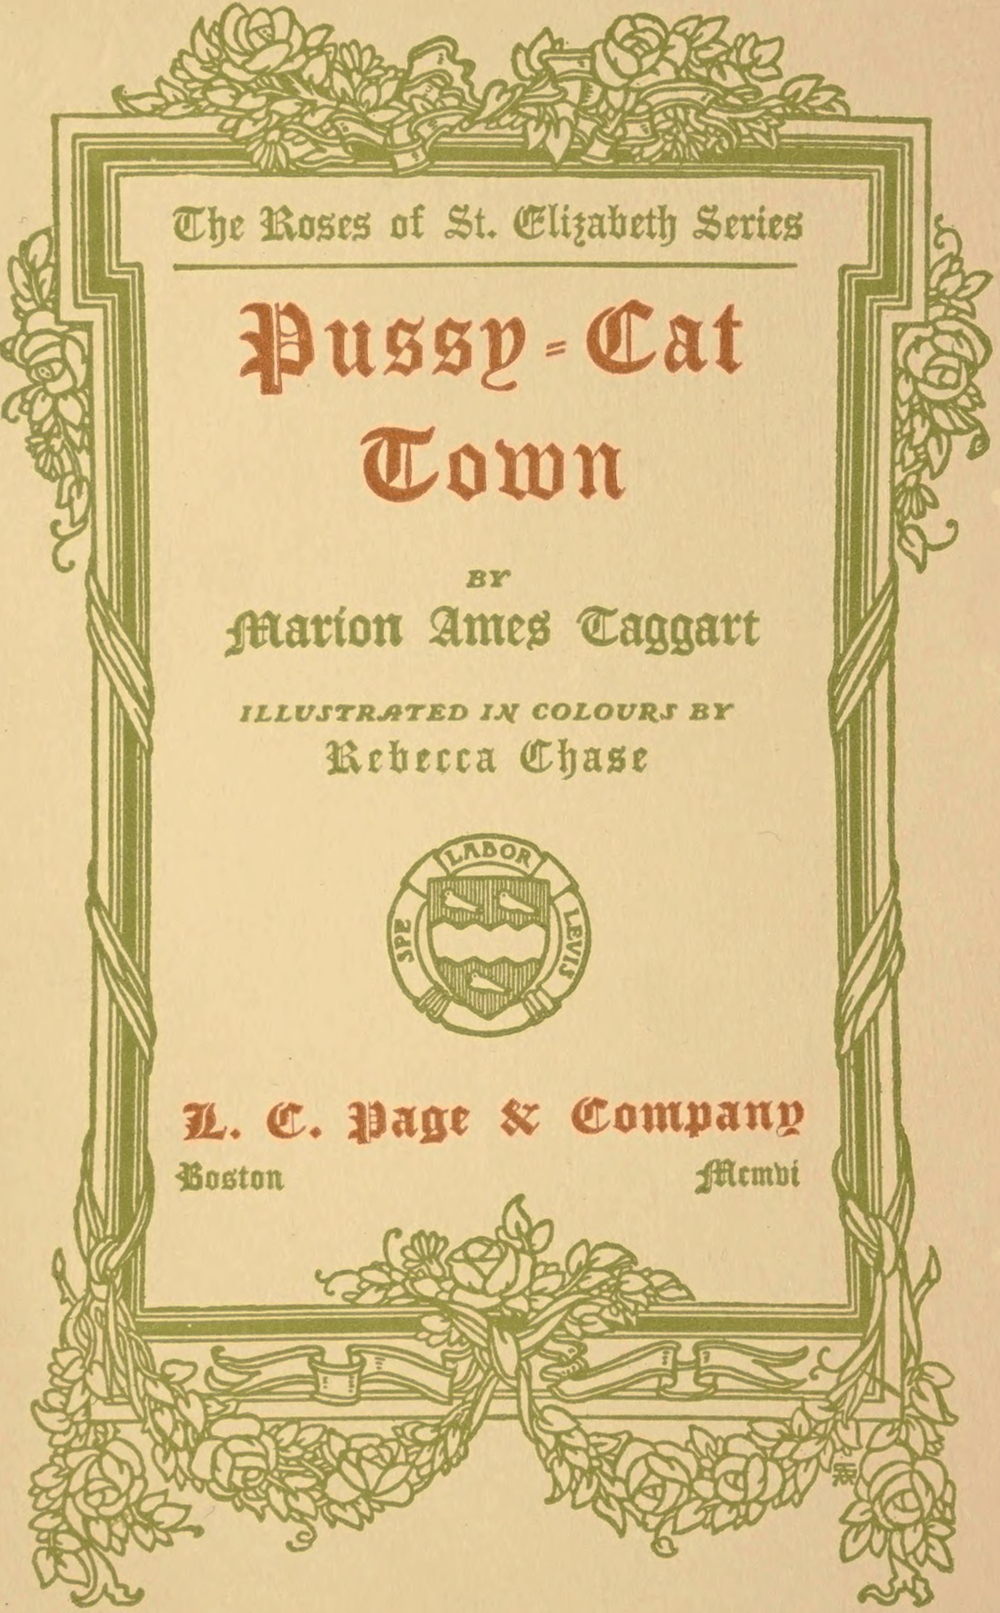 The Roses of St. Elizabeth Series
Pussy-Cat
Town
BY
Marion Ames Taggart
ILLUSTRATED IN COLOURS BY
Rebecca Chase
SPE LABOR LEVIS
L. C. Page & Company
Boston Mcmvi